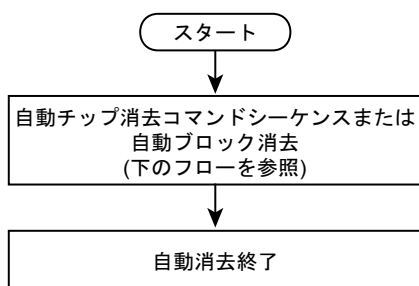 スタート
自動チップ消去コマンドシーケンスまたは
自動ブロック消去
(下のフローを参照)
自動消去終了